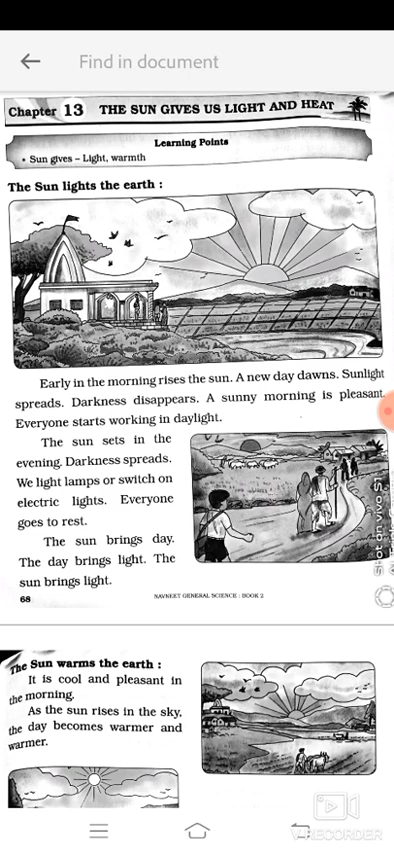 Find in document
Chapter 13 THE SUN GIVES US LIGHT AND HEAT
Learning Points
• Sun gives – Light, warmth
The Sun lights the earth :
Early in the morning rises the sun. A new day dawns. Sunlight
spreads. Darkness disappears. A sunny morning is pleasant.
Everyone starts working in daylight.
The sun sets in the
evening. Darkness spreads.
We light lamps or switch on
electric lights. Everyone
goes to rest.
The sun brings day.
The day brings light. The
sun brings light.
Shot on vivo S1
68
NAVNEET GENERAL SCIENCE : BOOK 2
The Sun warms the earth :
It is cool and pleasant in
the morning.
As the sun rises in the sky,
the day becomes warmer and
warmer.
V RECORDER